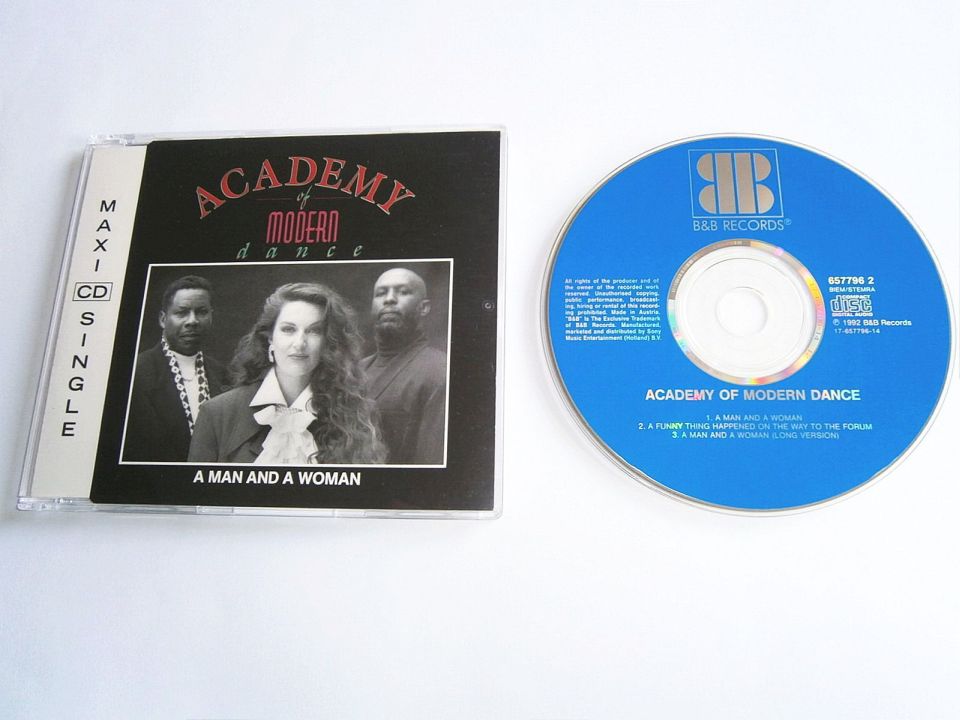 MAXI CD SINGLE
ACADEMY
of
MODERN
dance
A MAN AND A WOMAN
BB
B&B RECORDS®
All rights of the producer and of
the owner of the recorded work
reserved. Unauthorised copying,
public performance, broadcast-
ing, hiring or rental of this record-
ing prohibited. Made in Austria.
"B&B" is The Exclusive Trademark
of B&B Records. Manufactured,
marketed and distributed by Sony
Music Entertainment (Holland) B.V.
657796 2
BIEM/STEMRA
COMPACT
disc
DIGITAL AUDIO
℗ 1992 B&B Records
17-657796-14
ACADEMY OF MODERN DANCE
1. A MAN AND A WOMAN
2. A FUNNY THING HAPPENED ON THE WAY TO THE FORUM
3. A MAN AND A WOMAN (LONG VERSION)